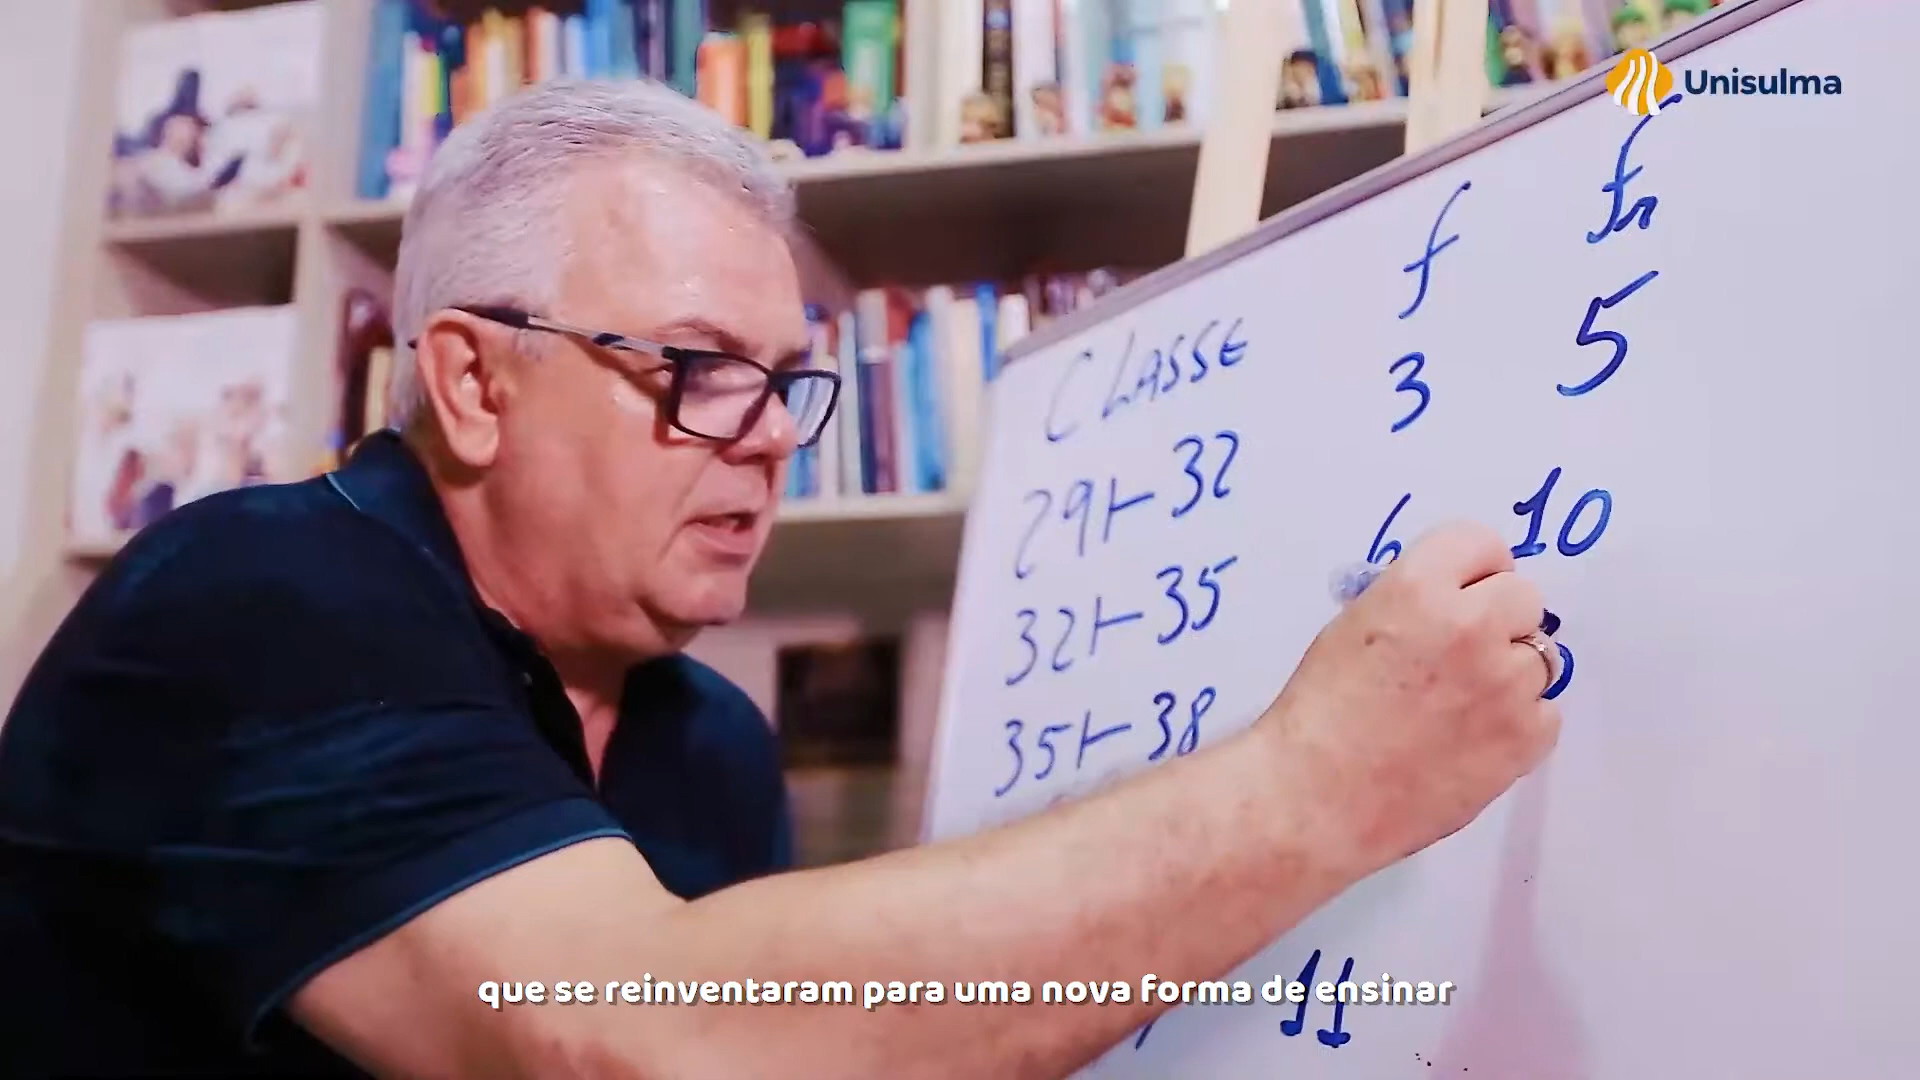 Unisulma
CLASSE f fr
29⊢32 3 5
32⊢35 6 10
35⊢38
11
que se reinventaram para uma nova forma de ensinar